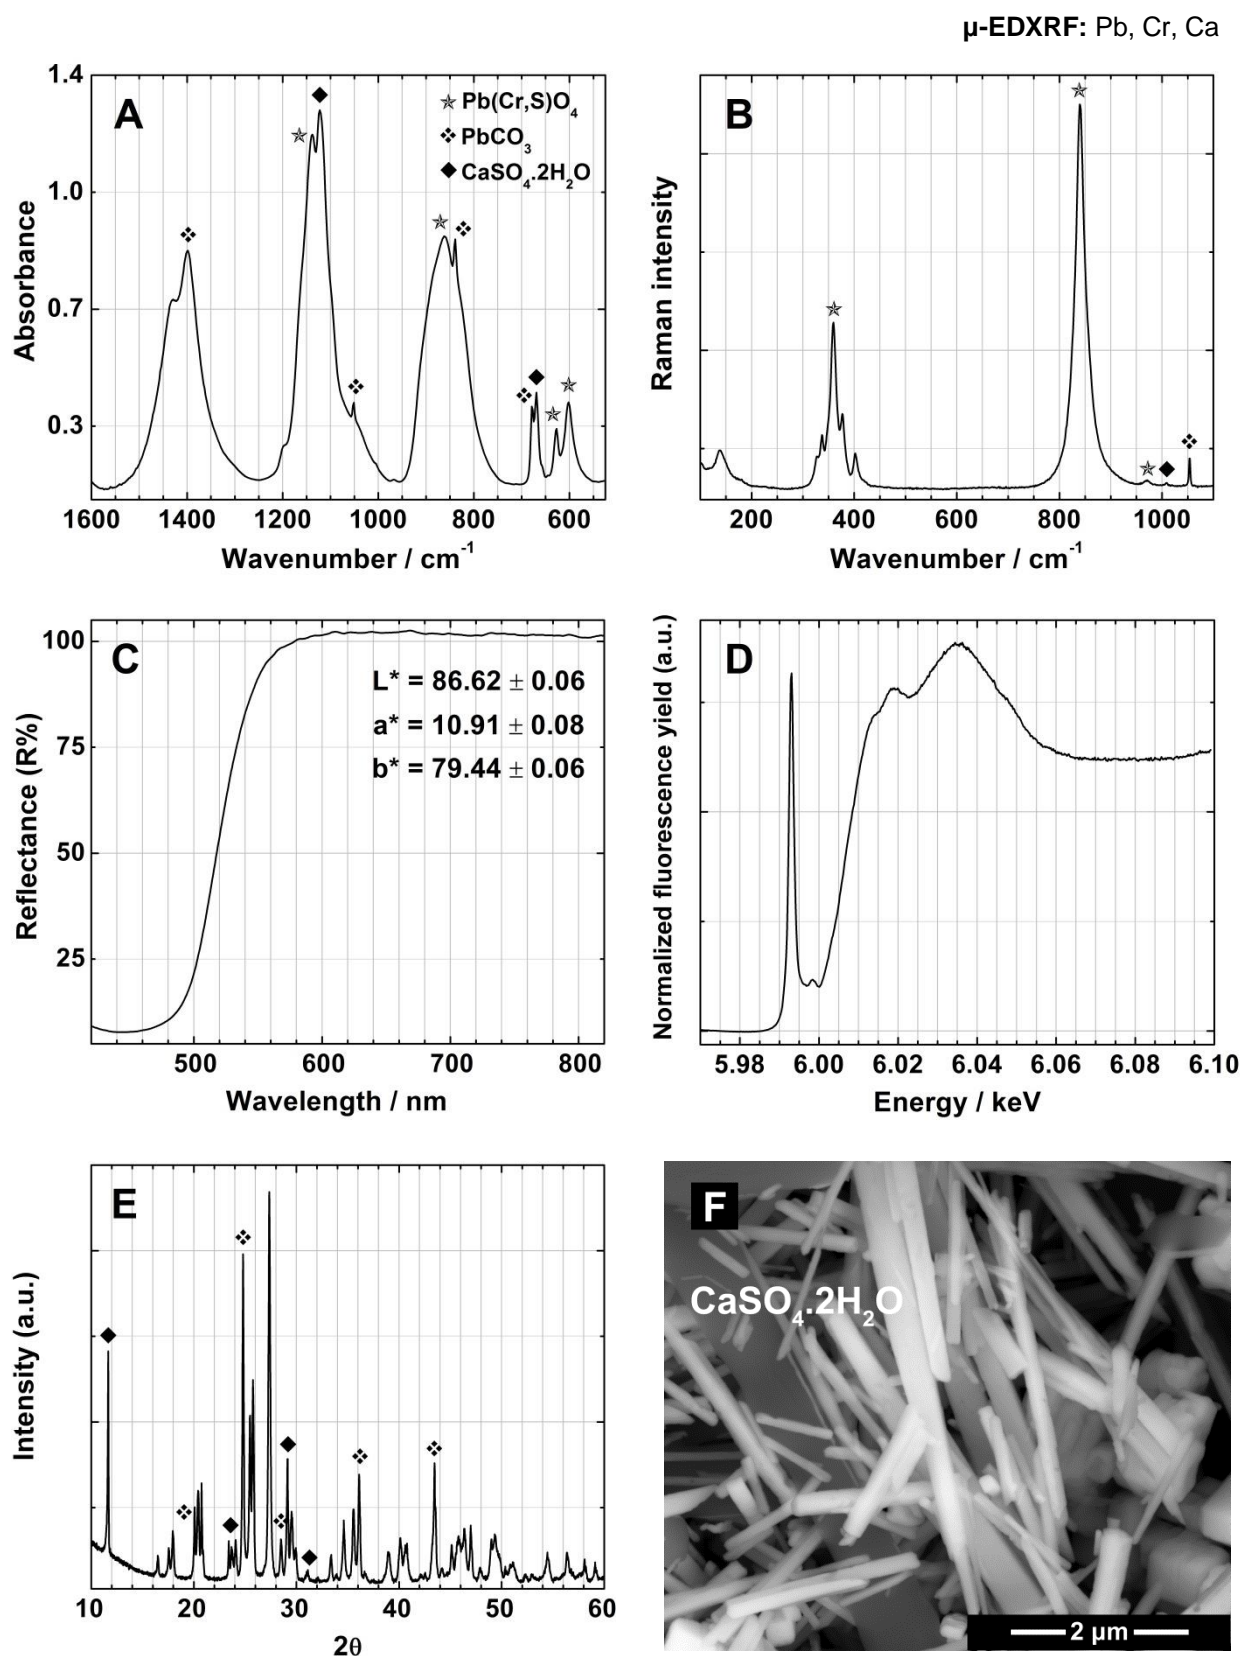 μ-EDXRF: Pb, Cr, Ca
A
Pb(Cr,S)O4
PbCO3
CaSO4.2H2O
1.4
1.0
0.7
0.3
Absorbance
1600 1400 1200 1000 800 600
Wavenumber / cm-1
B
Raman intensity
200 400 600 800 1000
Wavenumber / cm-1
C
L* = 86.62 ± 0.06
a* = 10.91 ± 0.08
b* = 79.44 ± 0.06
100
75
50
25
Reflectance (R%)
500 600 700 800
Wavelength / nm
D
Normalized fluorescence yield (a.u.)
5.98 6.00 6.02 6.04 6.06 6.08 6.10
Energy / keV
E
Intensity (a.u.)
10 20 30 40 50 60
2θ
F
CaSO4.2H2O
2 μm